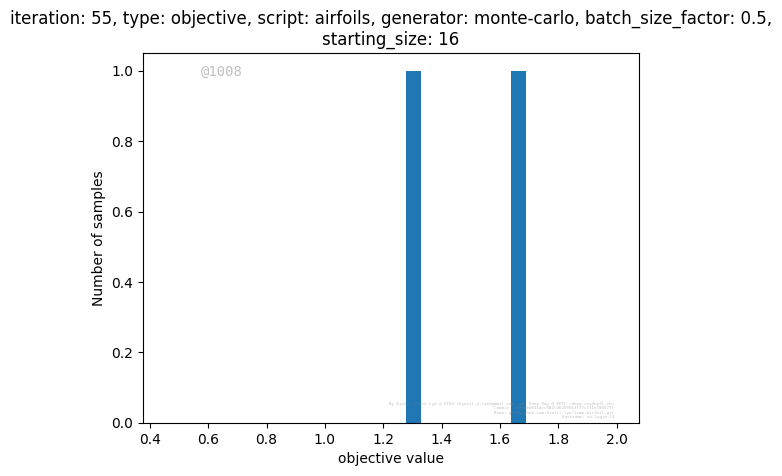 iteration: 55, type: objective, script: airfoils, generator: monte-carlo, batch_size_factor: 0.5,
starting_size: 16
@1008
1.0
0.8
0.6
0.4
0.2
0.0
Number of samples
0.4 0.6 0.8 1.0 1.2 1.4 1.6 1.8 2.0
objective value